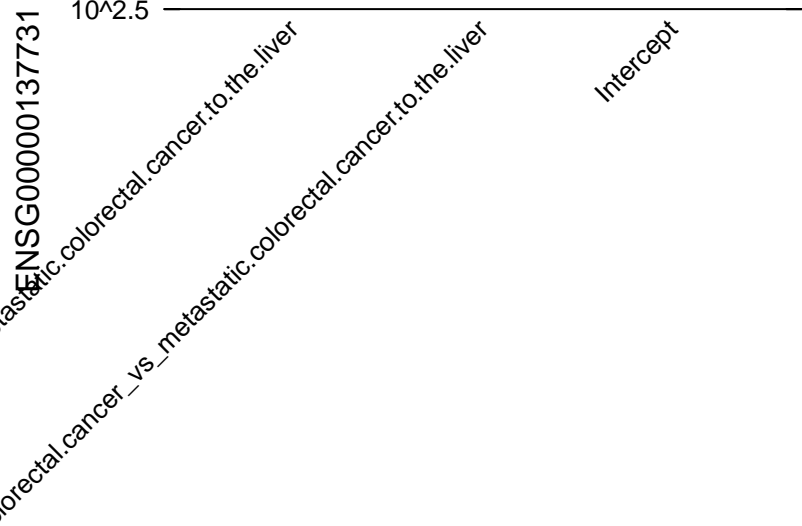 10^2.5
ENSG00000137731
tastatic.colorectal.cancer.to.the.liver
lorectal.cancer_vs_metastatic.colorectal.cancer.to.the.liver
Intercept